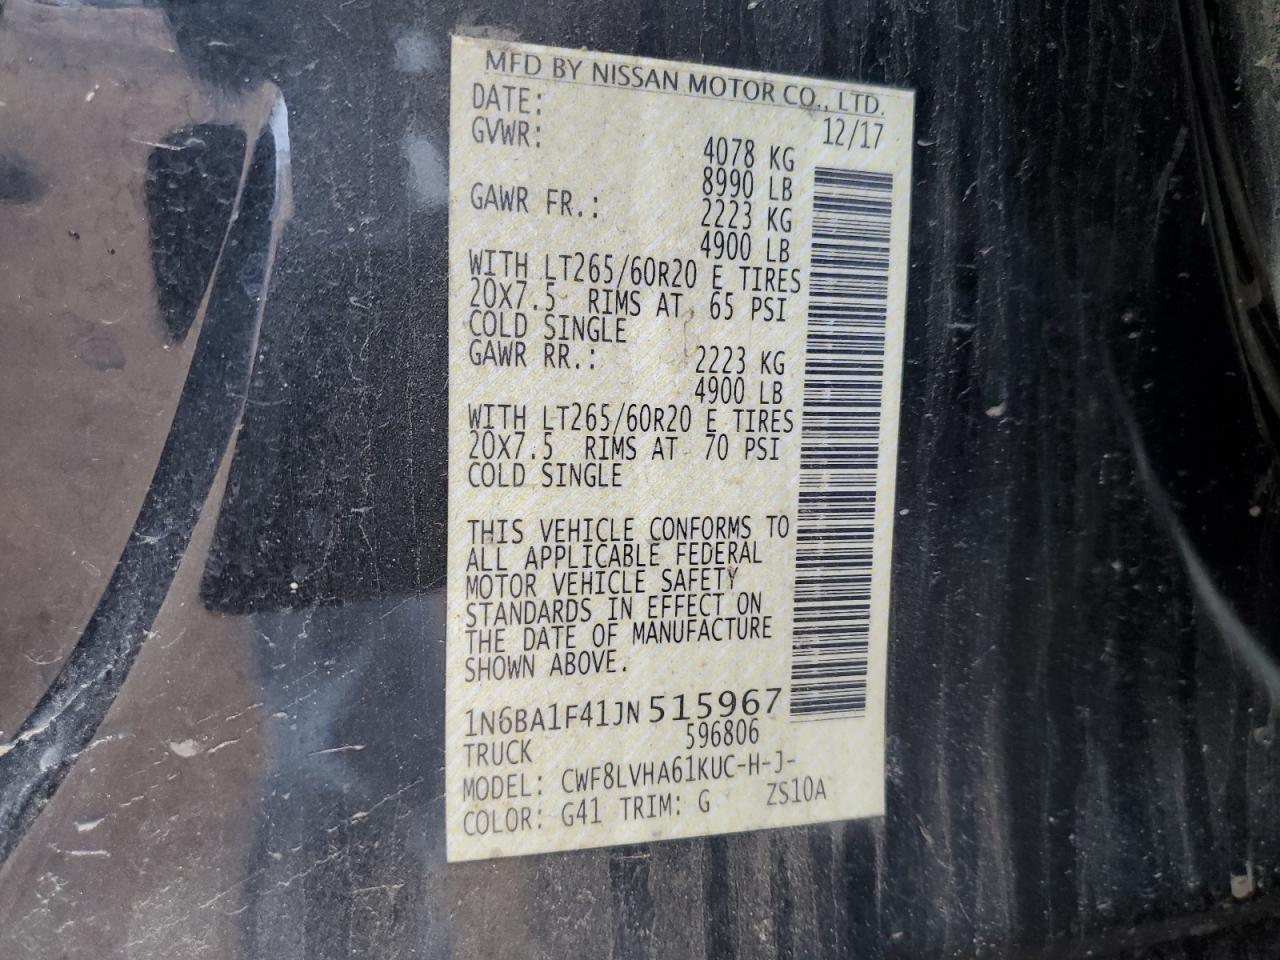 MFD BY NISSAN MOTOR CO., LTD.
DATE: 12/17
GVWR: 4078 KG
8990 LB
GAWR FR.: 2223 KG
4900 LB
WITH LT265/60R20 E TIRES
20X7.5 RIMS AT 65 PSI
COLD SINGLE
GAWR RR.: 2223 KG
4900 LB
WITH LT265/60R20 E TIRES
20X7.5 RIMS AT 70 PSI
COLD SINGLE
THIS VEHICLE CONFORMS TO
ALL APPLICABLE FEDERAL
MOTOR VEHICLE SAFETY
STANDARDS IN EFFECT ON
THE DATE OF MANUFACTURE
SHOWN ABOVE.
1N6BA1F41JN515967
TRUCK 596806
MODEL: CWF8LVHA61KUC-H-J-
COLOR: G41 TRIM: G ZS10A